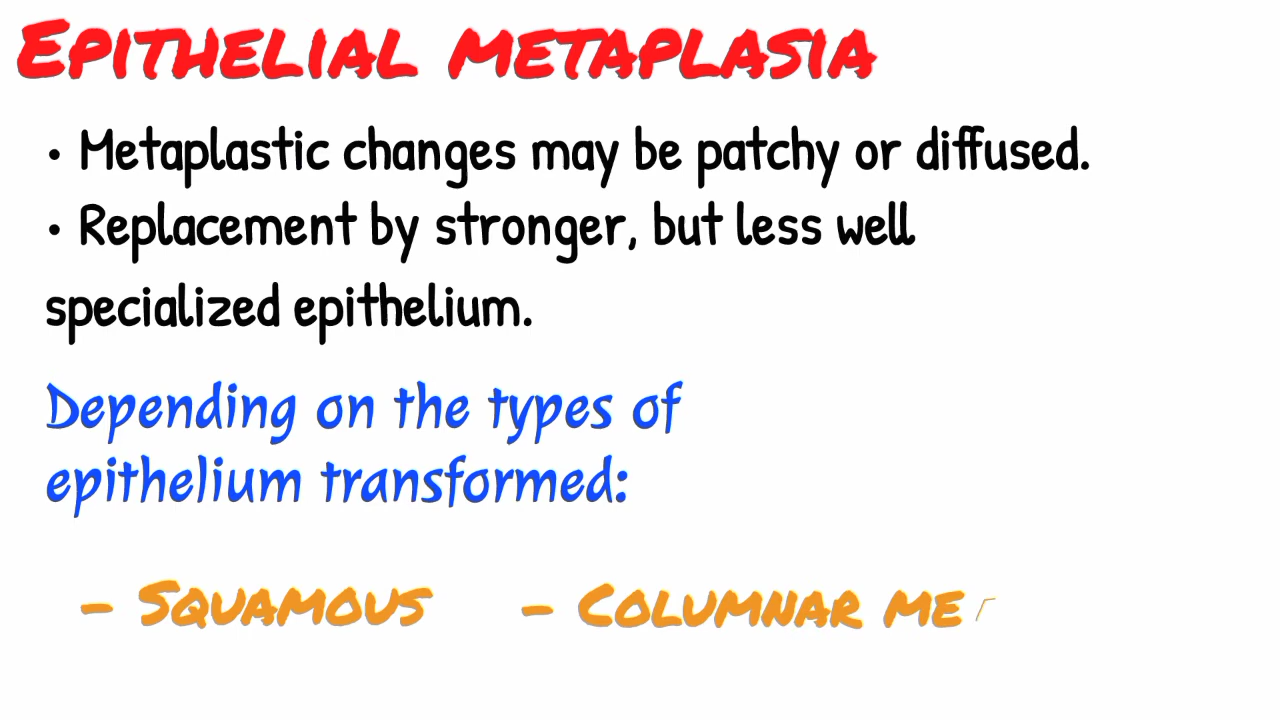 EPITHELIAL METAPLASIA
• Metaplastic changes may be patchy or diffused.
• Replacement by stronger, but less well
specialized epithelium.
Depending on the types of
epithelium transformed:
- SQUAMOUS - COLUMNAR ME